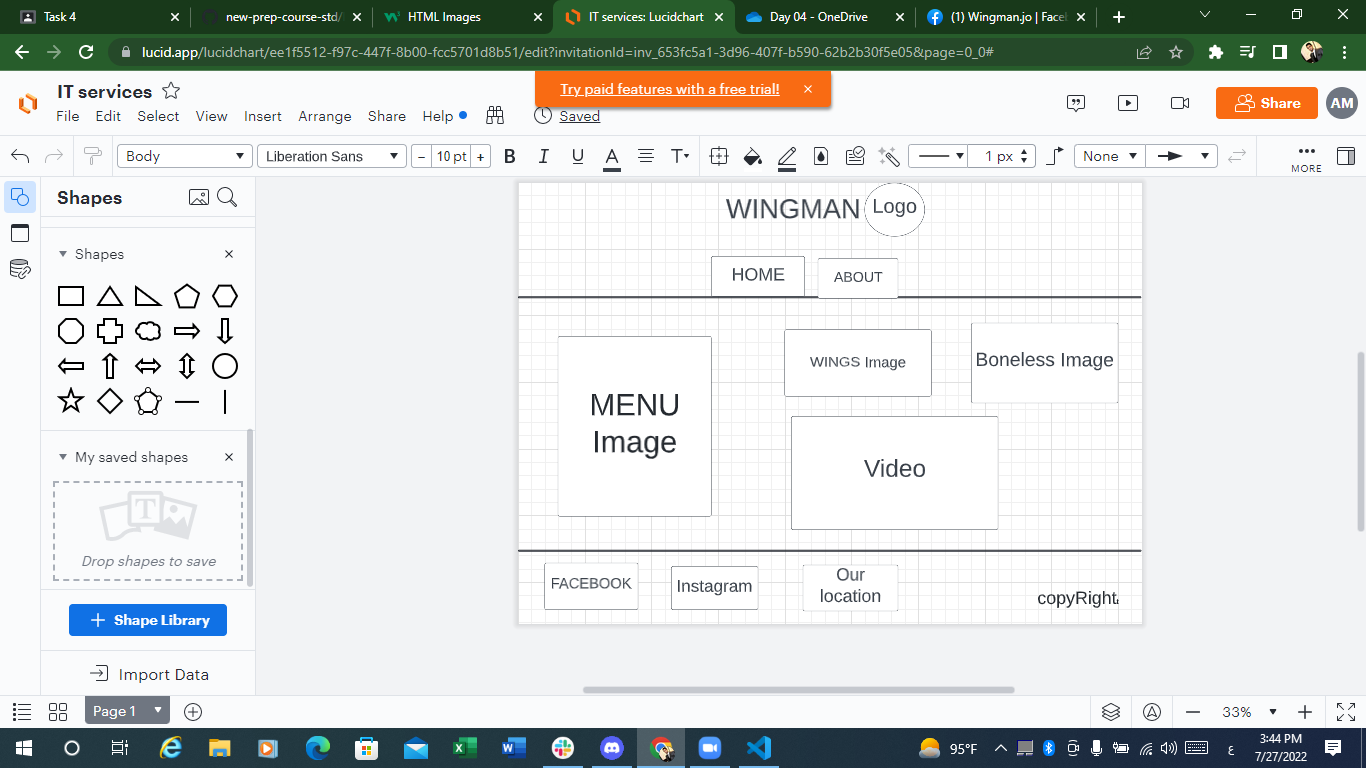 Task 4
new-prep-course-std/
HTML Images
IT services: Lucidchart
Day 04 - OneDrive
(1) Wingman.jo | Face
lucid.app/lucidchart/ee1f5512-f97c-447f-8b00-fcc5701d8b51/edit?invitationId=inv_653fc5a1-3d96-407f-b590-62b2b30f5e05&page=0_0#
Try paid features with a free trial!
IT services
File Edit Select View Insert Arrange Share Help
Saved
Share
AM
Body
Liberation Sans
10 pt
B I U A T
1 px
None
MORE
Shapes
Shapes
My saved shapes
T
Drop shapes to save
+ Shape Library
Import Data
WINGMAN
Logo
HOME
ABOUT
MENU
Image
WINGS Image
Boneless Image
Video
FACEBOOK
Instagram
Our
location
copyRight.
Page 1
33%
95°F
ع
3:44 PM
7/27/2022